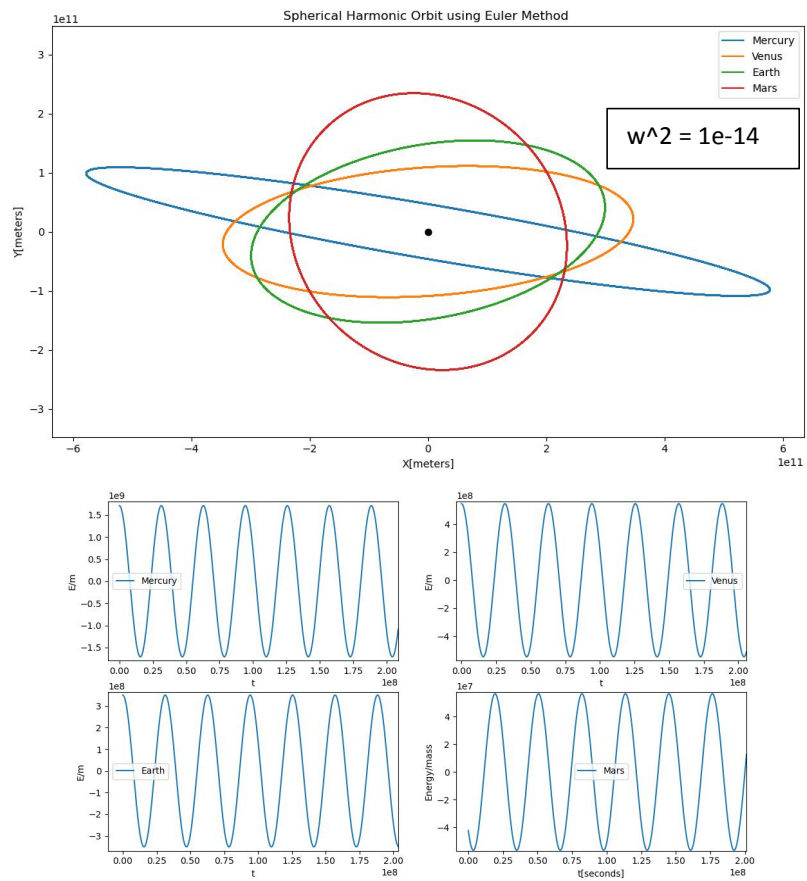 Spherical Harmonic Orbit using Euler Method
1e11
3
2
1
0
−1
−2
−3
Y[meters]
Mercury
Venus
Earth
Mars
w^2 = 1e-14
−6
−4
−2
0
2
4
6
1e11
X[meters]
1e9
1.5
1.0
0.5
0.0
−0.5
−1.0
−1.5
E/m
Mercury
0.00 0.25 0.50 0.75 1.00 1.25 1.50 1.75 2.00
t
1e8
1e8
4
2
0
−2
−4
E/m
Venus
0.00 0.25 0.50 0.75 1.00 1.25 1.50 1.75 2.00
t
1e8
1e8
3
2
1
0
−1
−2
−3
E/m
Earth
0.00 0.25 0.50 0.75 1.00 1.25 1.50 1.75 2.00
t
1e8
1e7
4
2
0
−2
−4
Energy/mass
Mars
0.00 0.25 0.50 0.75 1.00 1.25 1.50 1.75 2.00
t[seconds]
1e8